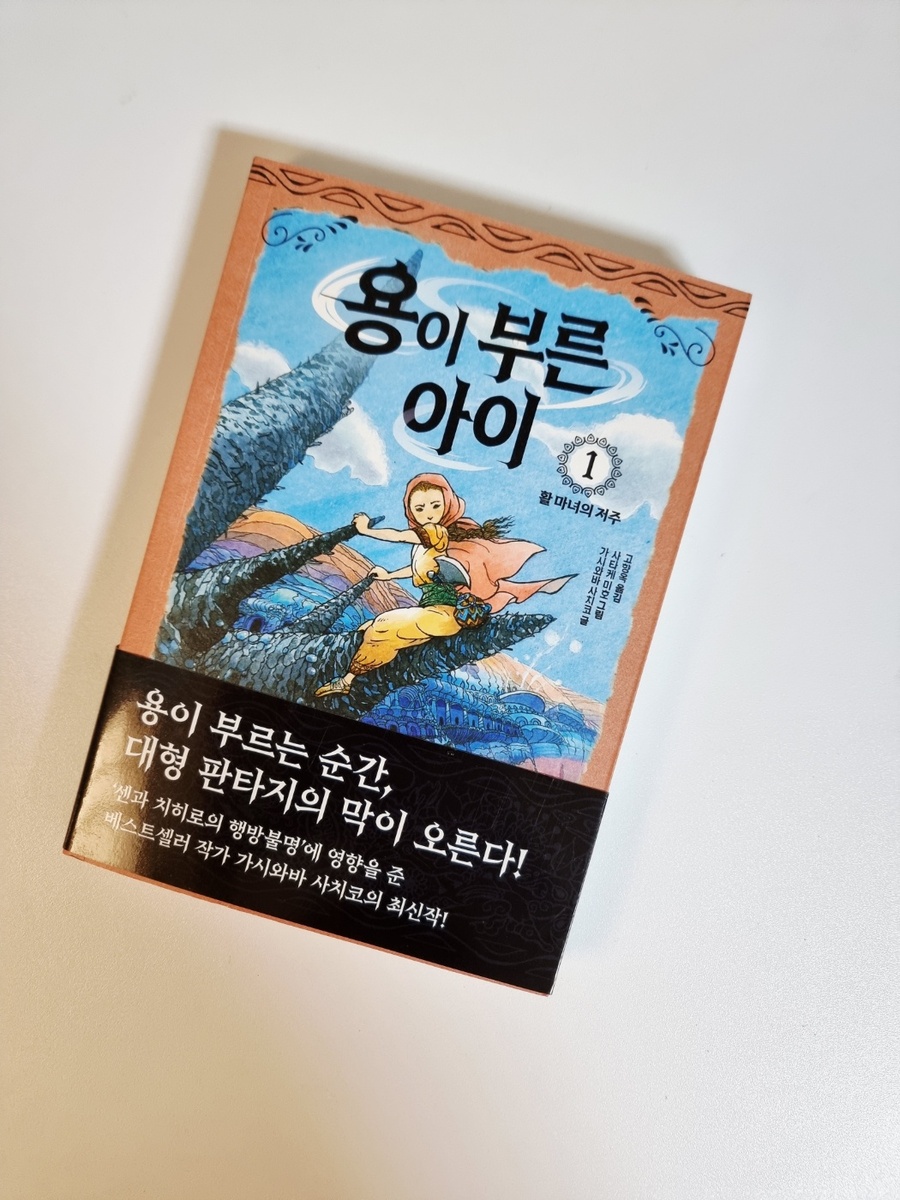 용이 부른
아이
1
활 마녀의 저주
가시와바 사치코 글
사타케 미호 그림
고향옥 옮김
용이 부르는 순간,
대형 판타지의 막이 오른다!
'센과 치히로의 행방불명'에 영향을 준
베스트셀러 작가 가시와바 사치코의 최신작!